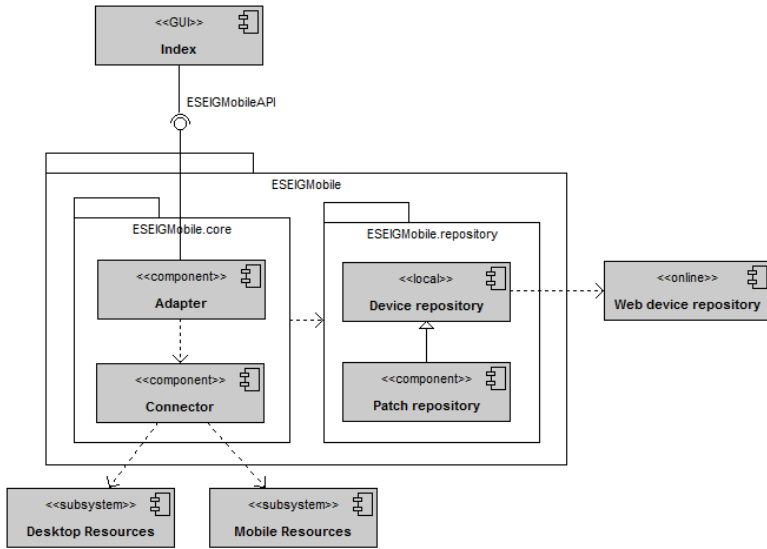 <<GUI>>
Index
ESEIGMobileAPI
ESEIGMobile
ESEIGMobile.core
ESEIGMobile.repository
<<component>>
Adapter
<<local>>
Device repository
<<online>>
Web device repository
<<component>>
Connector
<<component>>
Patch repository
<<subsystem>>
Desktop Resources
<<subsystem>>
Mobile Resources